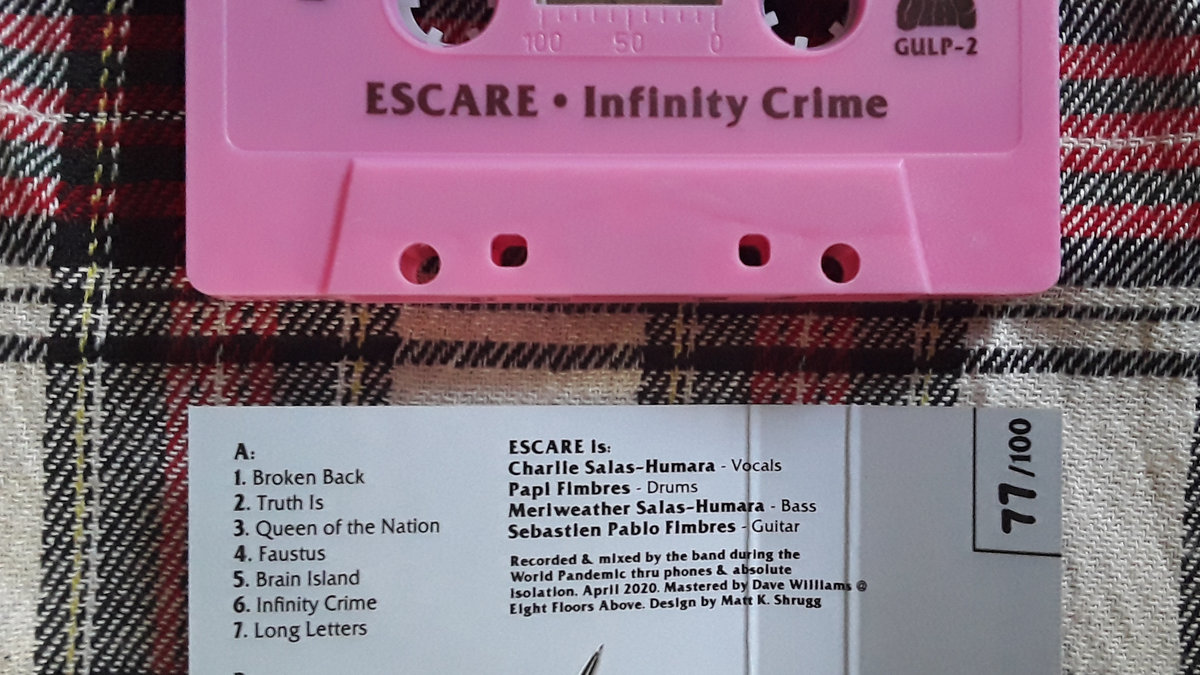 100 50 0
GULP-2
ESCARE • Infinity Crime
A:
1. Broken Back
2. Truth Is
3. Queen of the Nation
4. Faustus
5. Brain Island
6. Infinity Crime
7. Long Letters
ESCARE is:
Charlie Salas-Humara - Vocals
Papi Fimbres - Drums
Meriweather Salas-Humara - Bass
Sebastien Pablo Fimbres - Guitar
Recorded & mixed by the band during the
World Pandemic thru phones & absolute
isolation. April 2020. Mastered by Dave Williams @
Eight Floors Above. Design by Matt K. Shrugg
77/100